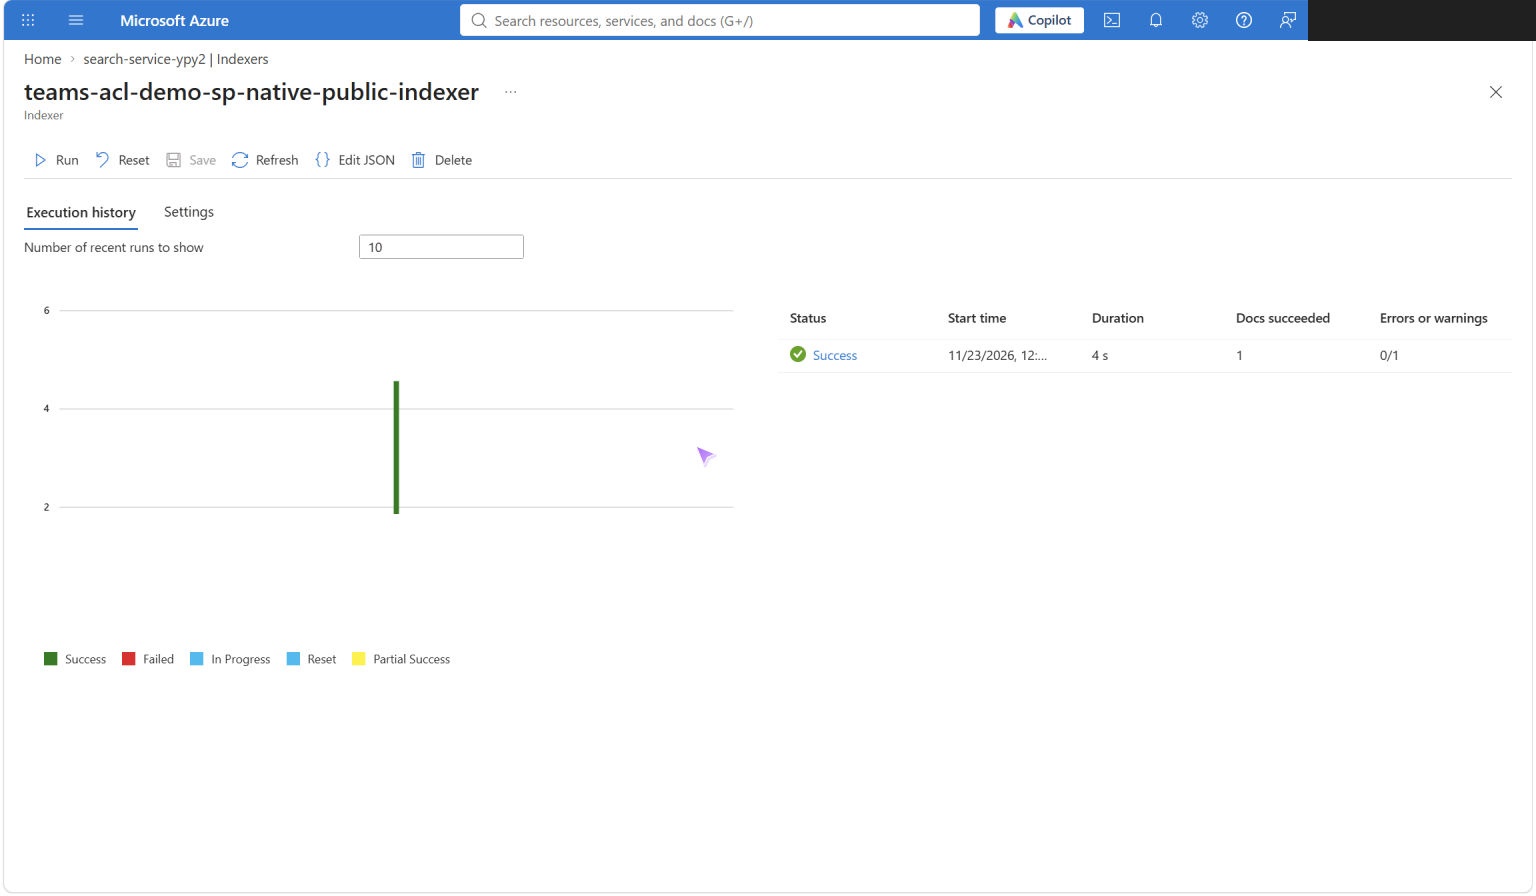 Microsoft Azure
Search resources, services, and docs (G+/)
Copilot
Home > search-service-ypy2 | Indexers
teams-acl-demo-sp-native-public-indexer ...
Indexer
Run Reset Save Refresh {} Edit JSON Delete
Execution history Settings
Number of recent runs to show 10
6
4
2
Success Failed In Progress Reset Partial Success
Status Start time Duration Docs succeeded Errors or warnings
Success 11/23/2026, 12:... 4 s 1 0/1